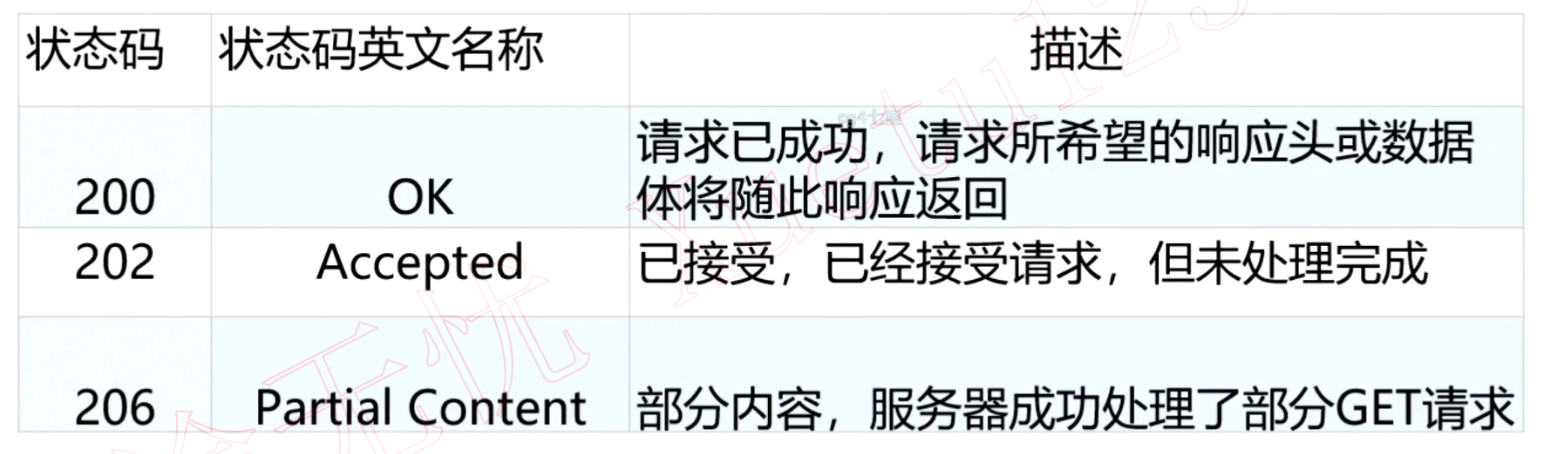 状态码 状态码英文名称 描述
200 OK 请求已成功，请求所希望的响应头或数据
体将随此响应返回
202 Accepted 已接受，已经接受请求，但未处理完成
206 Partial Content 部分内容，服务器成功处理了部分GET请求